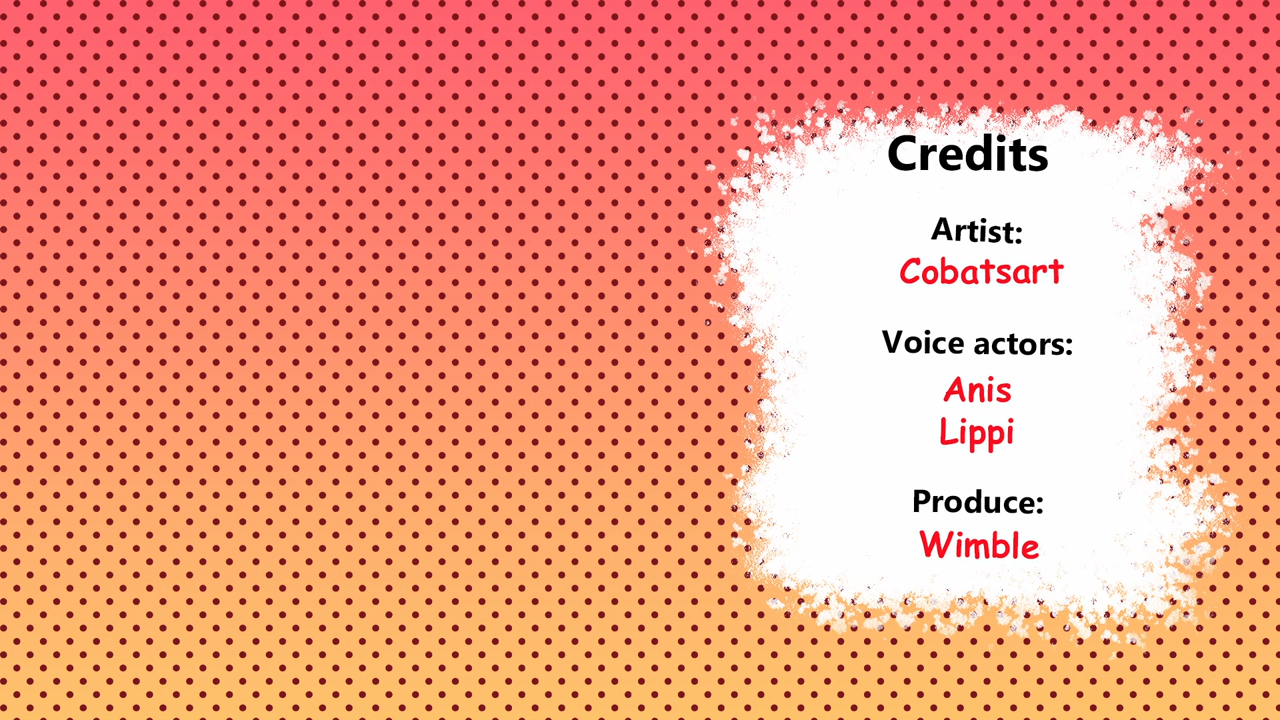 Credits
Artist:
Cobatsart
Voice actors:
Anis
Lippi
Produce:
Wimble